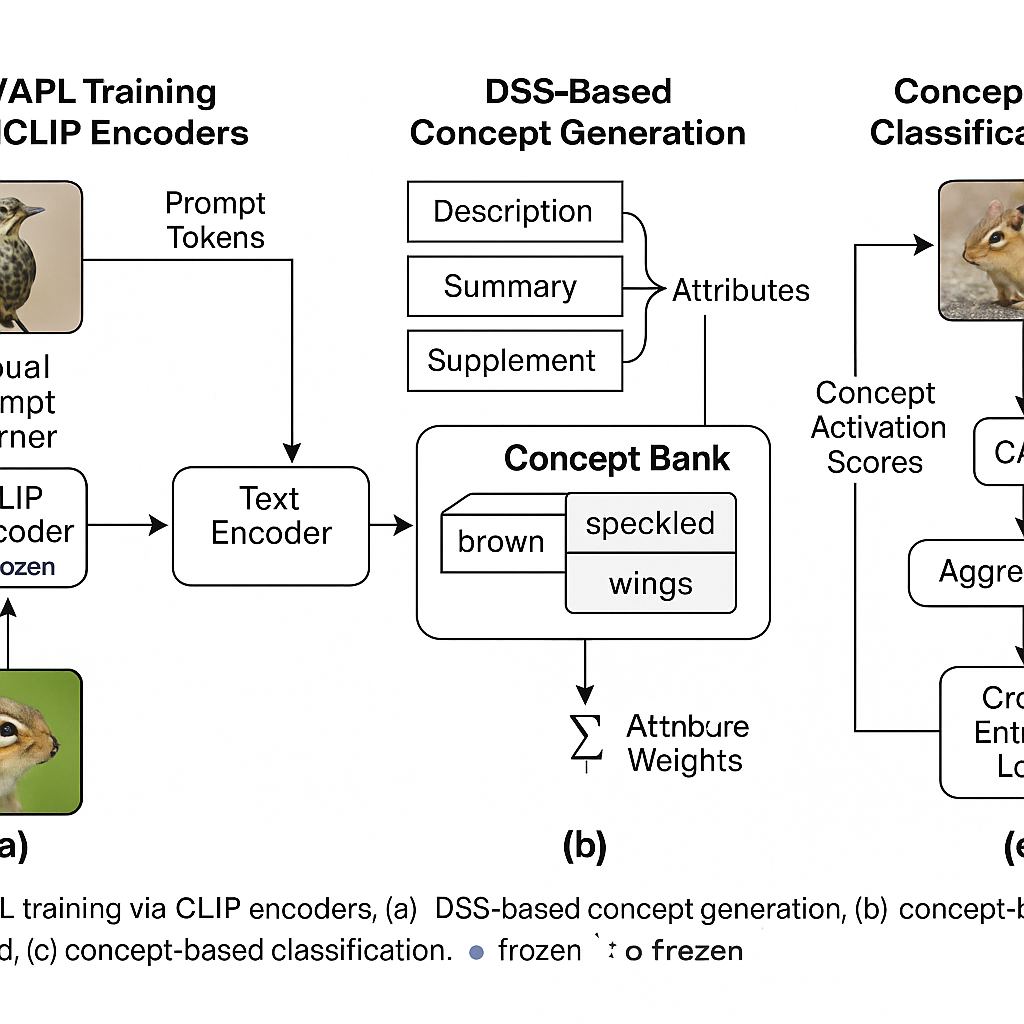 VAPL Training
CLIP Encoders
Prompt
Tokens
ual
mpt
rner
LIP
coder
ozen
Text
Encoder
a)
DSS-Based
Concept Generation
Description
Summary
Supplement
Attributes
Concept Bank
brown
speckled
wings
Σ
Attnbure
Weights
(b)
Concep
Classifica
Concept
Activation
Scores
CA
Aggre
Cro
Entr
Lo
(e
L training via CLIP encoders, (a) DSS-based concept generation, (b) concept-b
d, (c) concept-based classification. • frozen to frezen